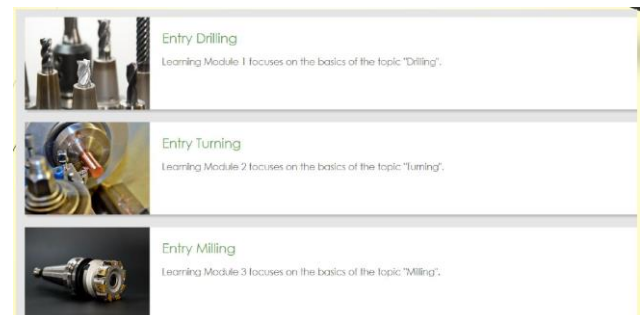 Entry Drilling
Learning Module 1 focuses on the basics of the topic "Drilling".
Entry Turning
Learning Module 2 focuses on the basics of the topic "Turning".
Entry Milling
Learning Module 3 focuses on the basics of the topic "Milling".